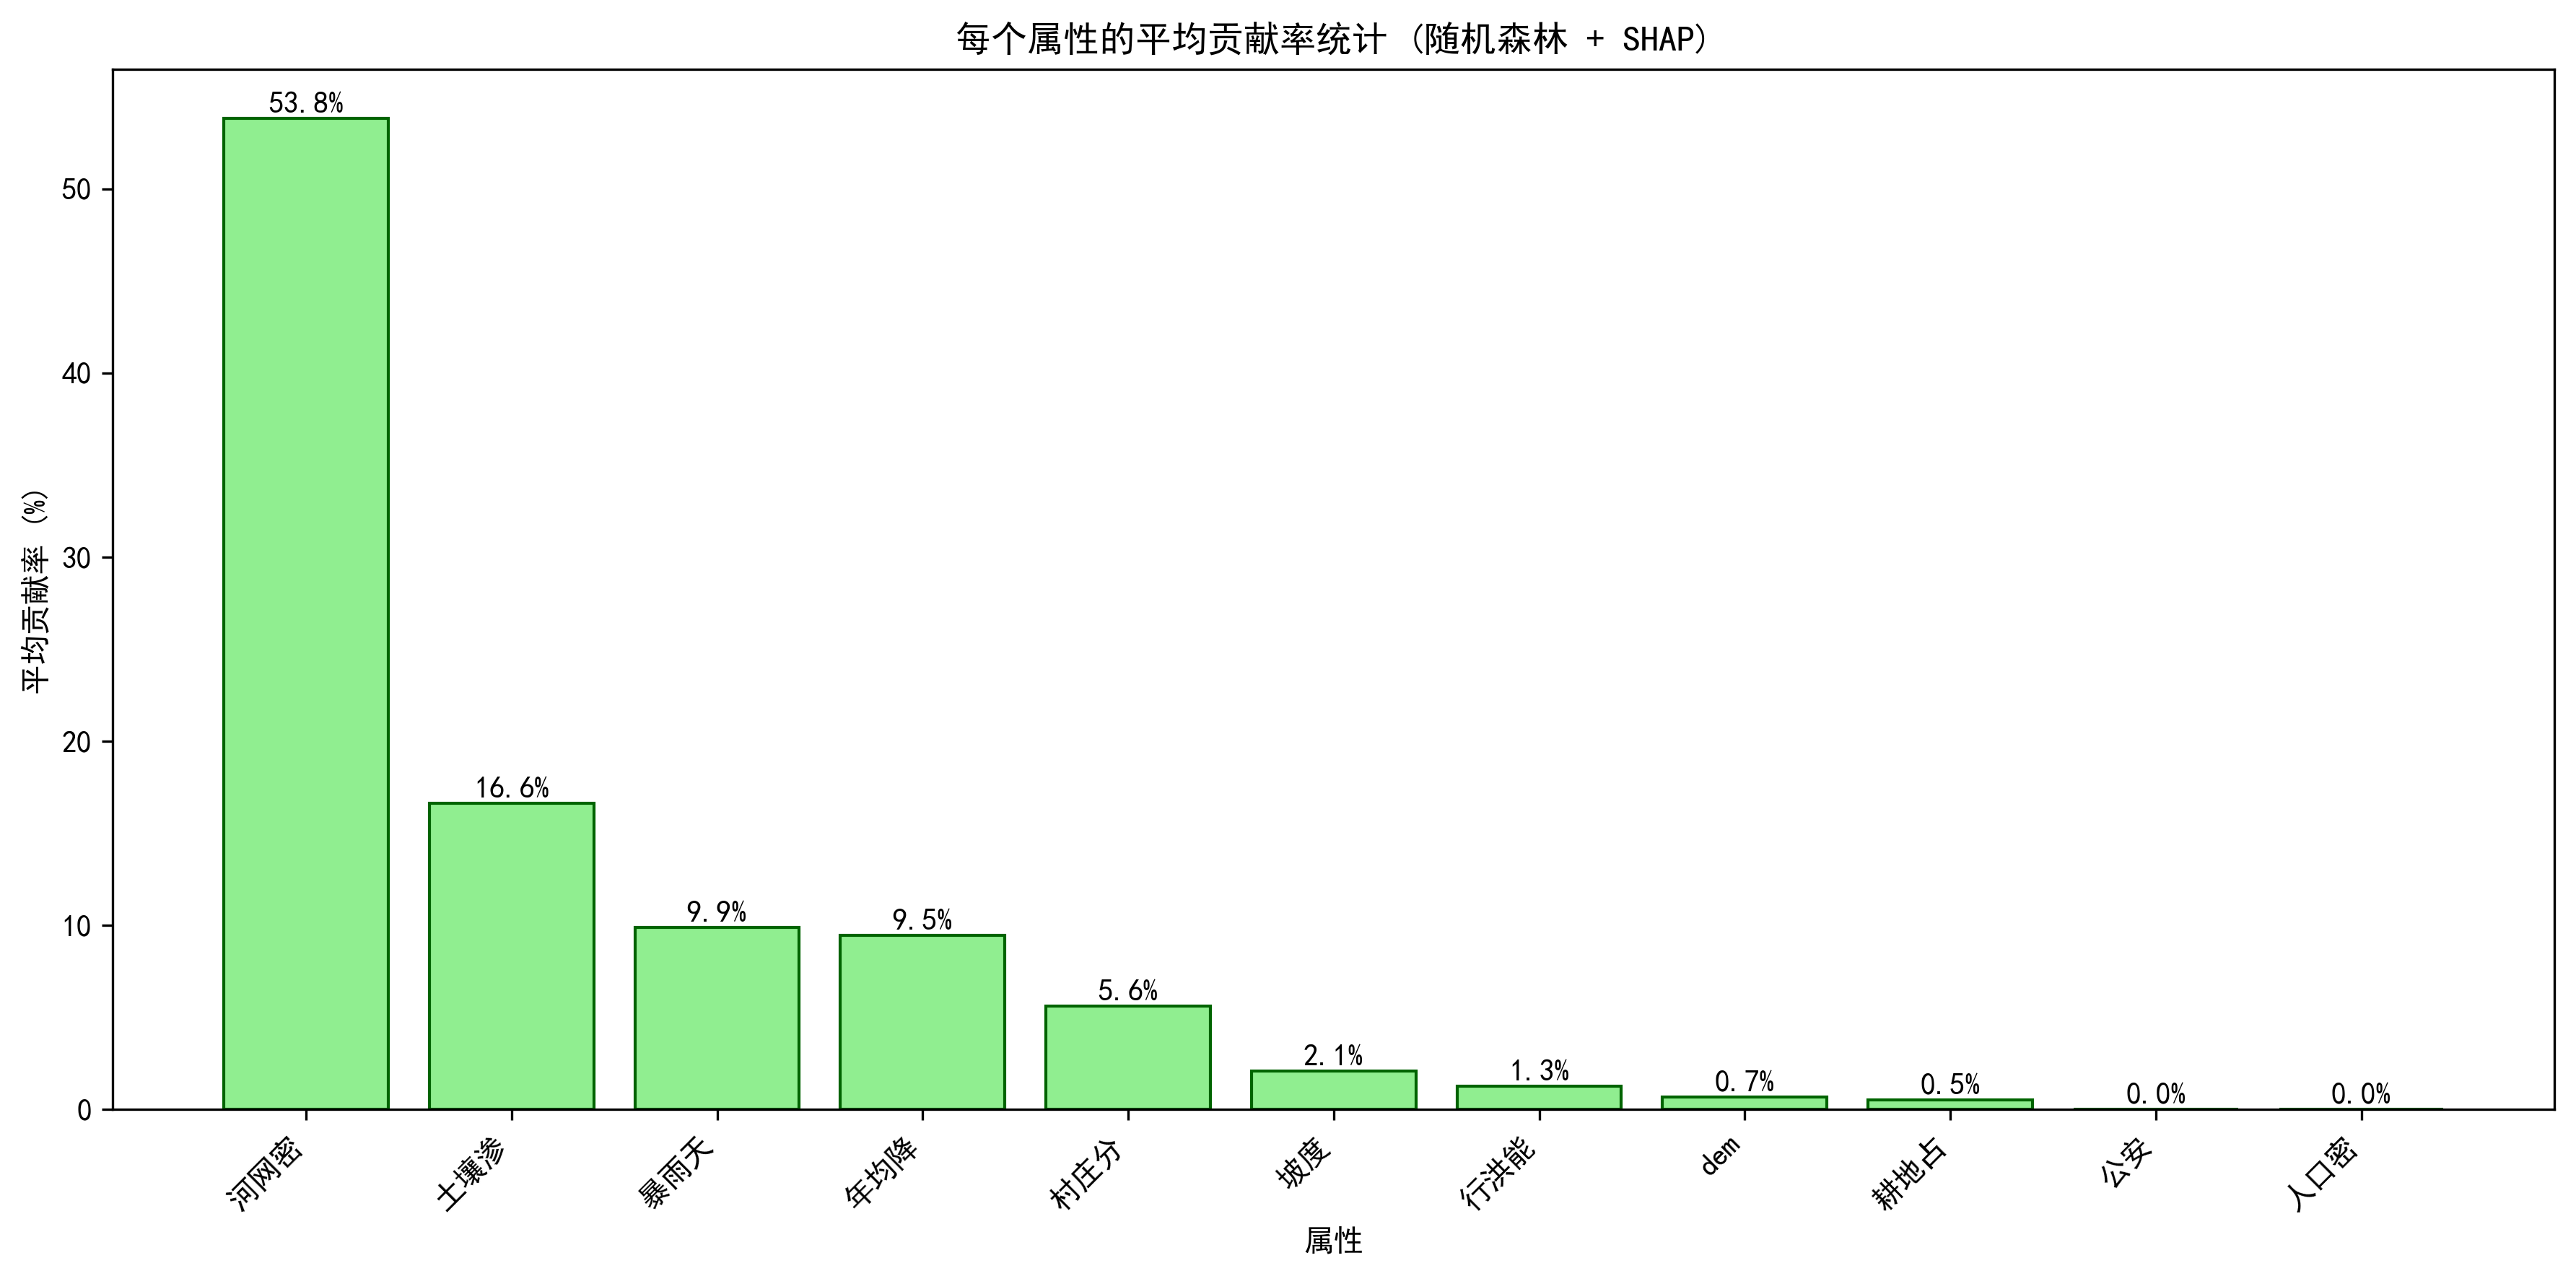 每个属性的平均贡献率统计 (随机森林 + SHAP)
平均贡献率 (%)
50
40
30
20
10
0
53.8%
16.6%
9.9%
9.5%
5.6%
2.1%
1.3%
0.7%
0.5%
0.0%
0.0%
河网密
土壤渗
暴雨天
年均降
村庄分
坡度
行洪能
dem
耕地占
公安
人口密
属性